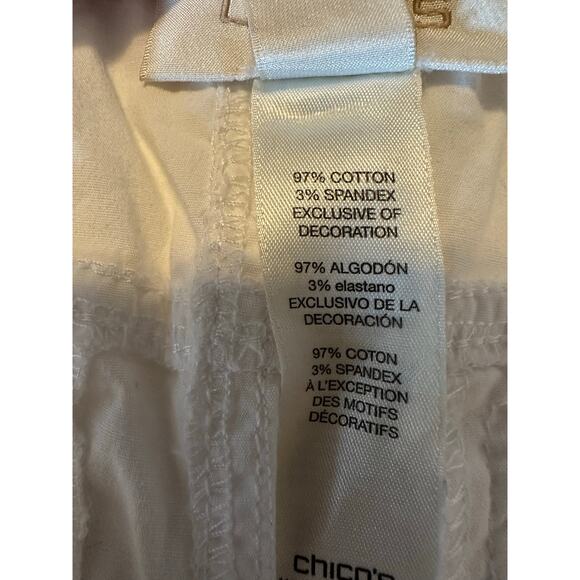 S
97% COTTON
3% SPANDEX
EXCLUSIVE OF
DECORATION
97% ALGODÓN
3% elastano
EXCLUSIVO DE LA
DECORACIÓN
97% COTON
3% SPANDEX
À L'EXCEPTION
DES MOTIFS
DÉCORATIFS
chico's